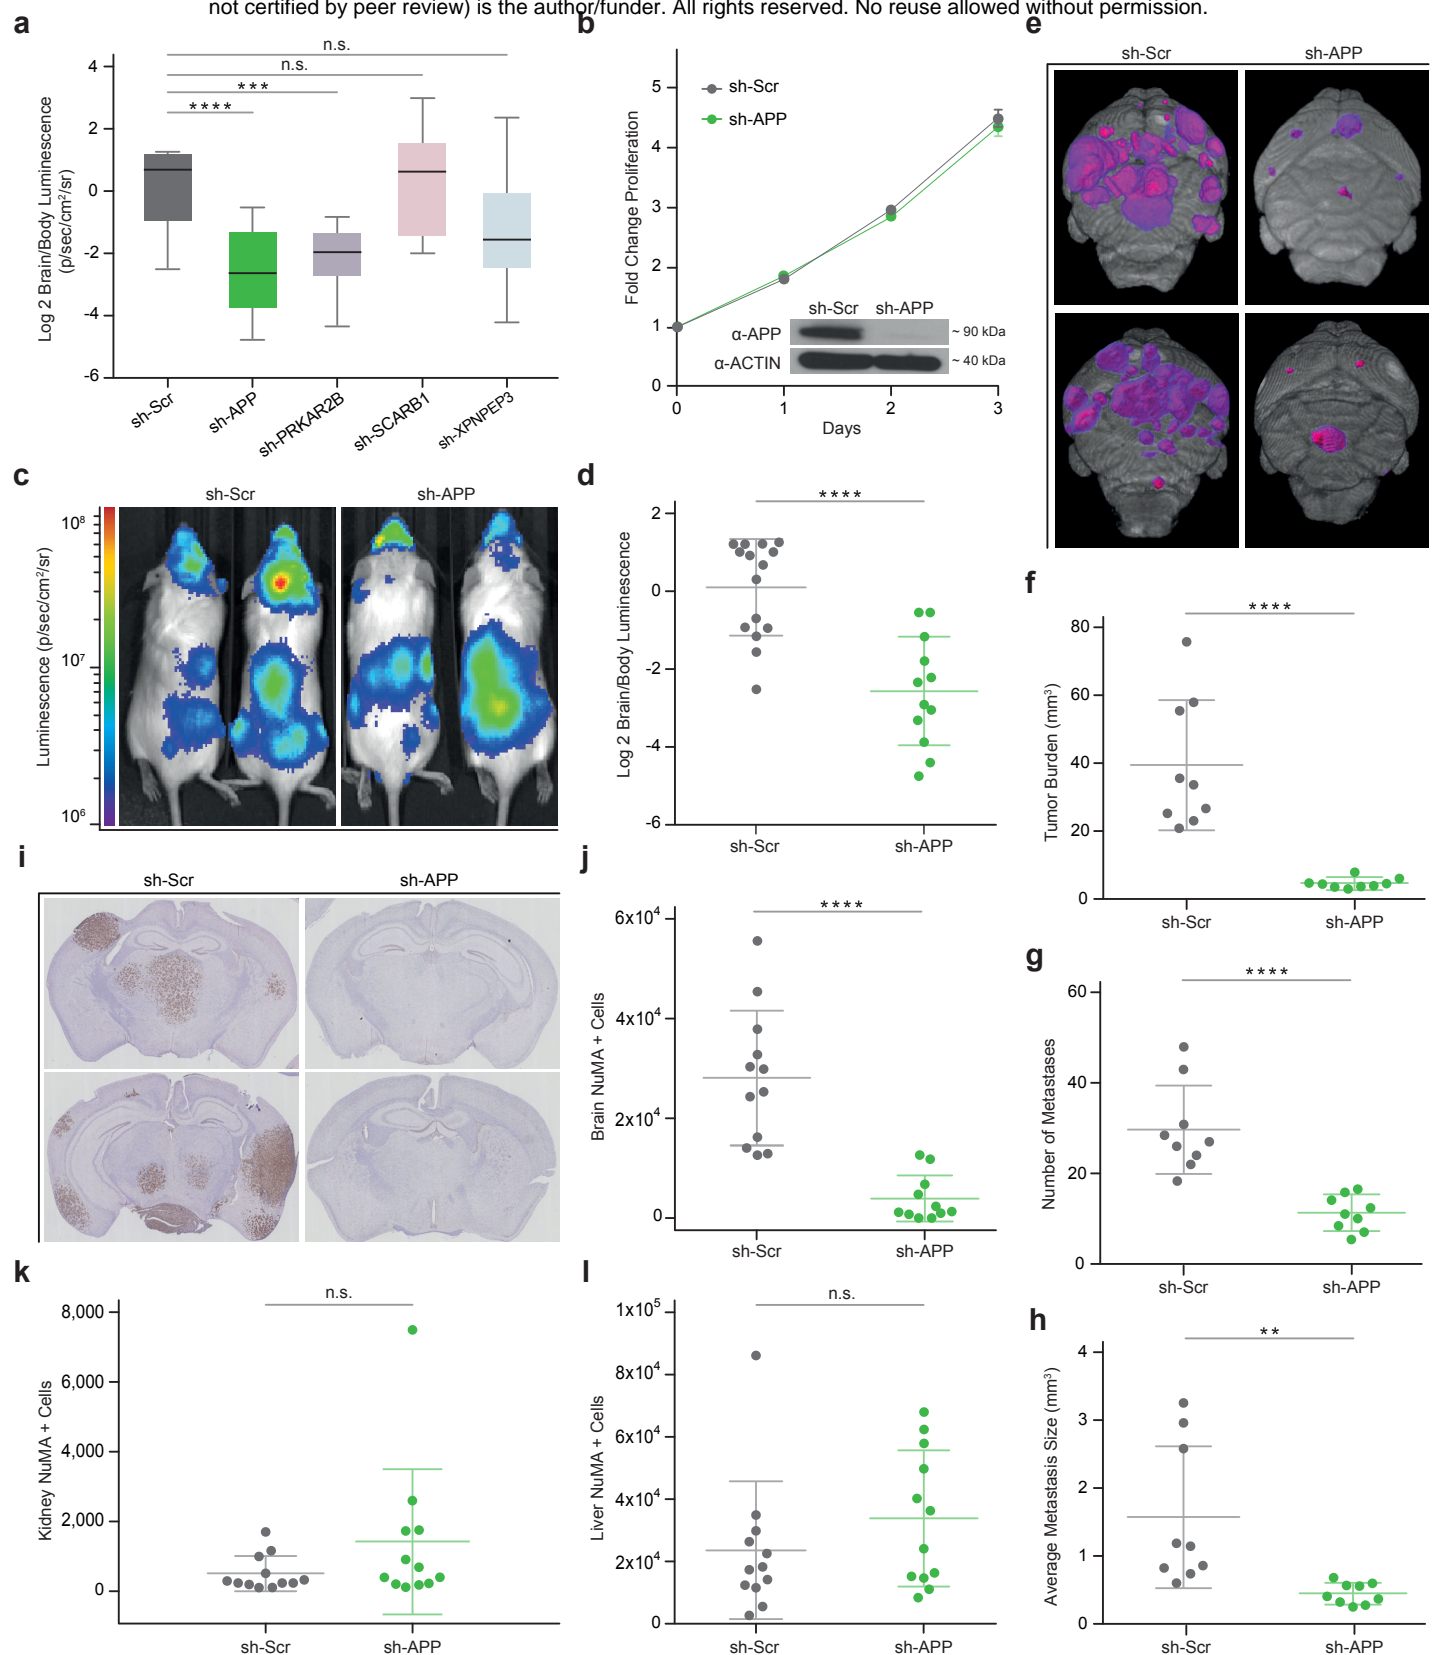 not certified by peer review) is the author/funder. All rights reserved. No reuse allowed without permission.
a
n.s.
n.s.
***
****
Log 2 Brain/Body Luminescence
(p/sec/cm²/sr)
4
2
0
-2
-4
-6
sh-Scr
sh-APP
sh-PRKAR2B
sh-SCARB1
sh-XPNPEP3
b
Fold Change Proliferation
5
4
3
2
1
0
sh-Scr
sh-APP
sh-Scr sh-APP
α-APP ~ 90 kDa
α-ACTIN ~ 40 kDa
0 1 2 3
Days
e
sh-Scr sh-APP
c
sh-Scr sh-APP
Luminescence (p/sec/cm²/sr)
10⁸
10⁷
10⁶
d
****
Log 2 Brain/Body Luminescence
2
0
-2
-4
-6
sh-Scr sh-APP
f
****
Tumor Burden (mm³)
80
60
40
20
0
sh-Scr sh-APP
i
sh-Scr sh-APP
j
****
Brain NuMA + Cells
6x10⁴
4x10⁴
2x10⁴
0
sh-Scr sh-APP
g
****
Number of Metastases
60
40
20
0
sh-Scr sh-APP
k
n.s.
Kidney NuMA + Cells
8,000
6,000
4,000
2,000
0
sh-Scr sh-APP
l
n.s.
Liver NuMA + Cells
1x10⁵
8x10⁴
6x10⁴
4x10⁴
2x10⁴
0
sh-Scr sh-APP
h
**
Average Metastasis Size (mm³)
4
3
2
1
0
sh-Scr sh-APP